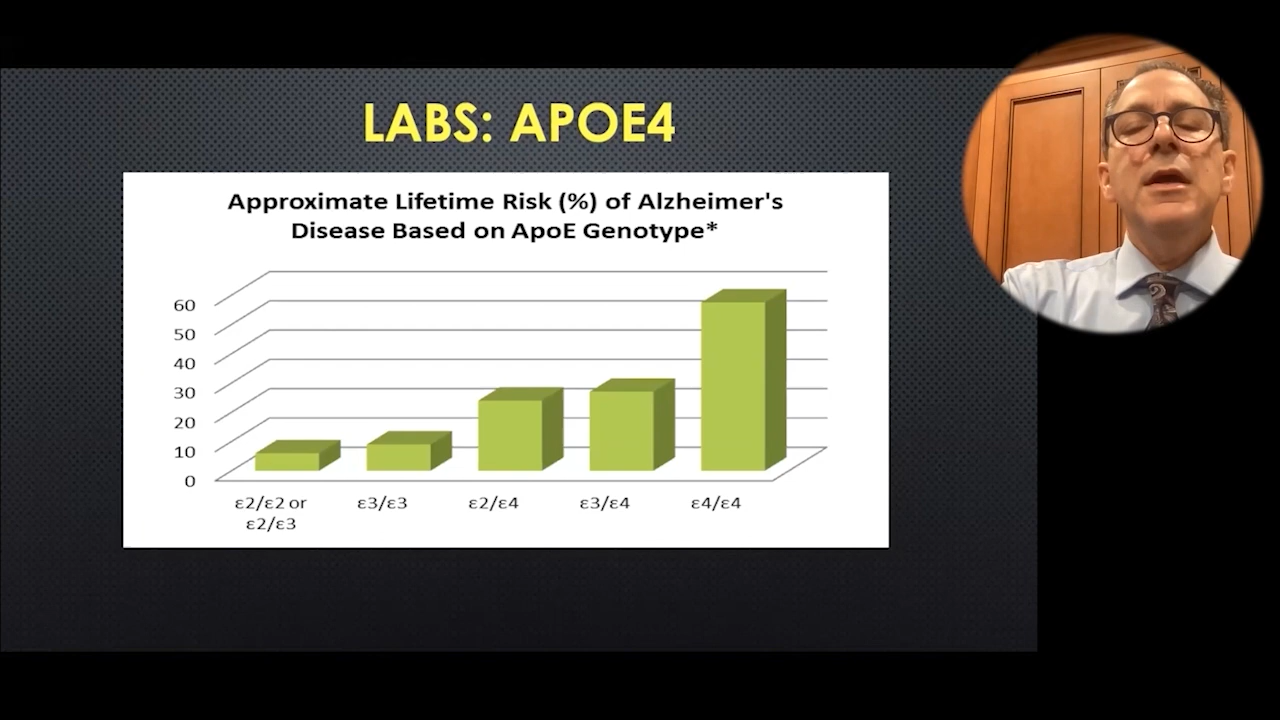 LABS: APOE4
Approximate Lifetime Risk (%) of Alzheimer's
Disease Based on ApoE Genotype*
60
50
40
30
20
10
0
ε2/ε2 or
ε2/ε3
ε3/ε3
ε2/ε4
ε3/ε4
ε4/ε4